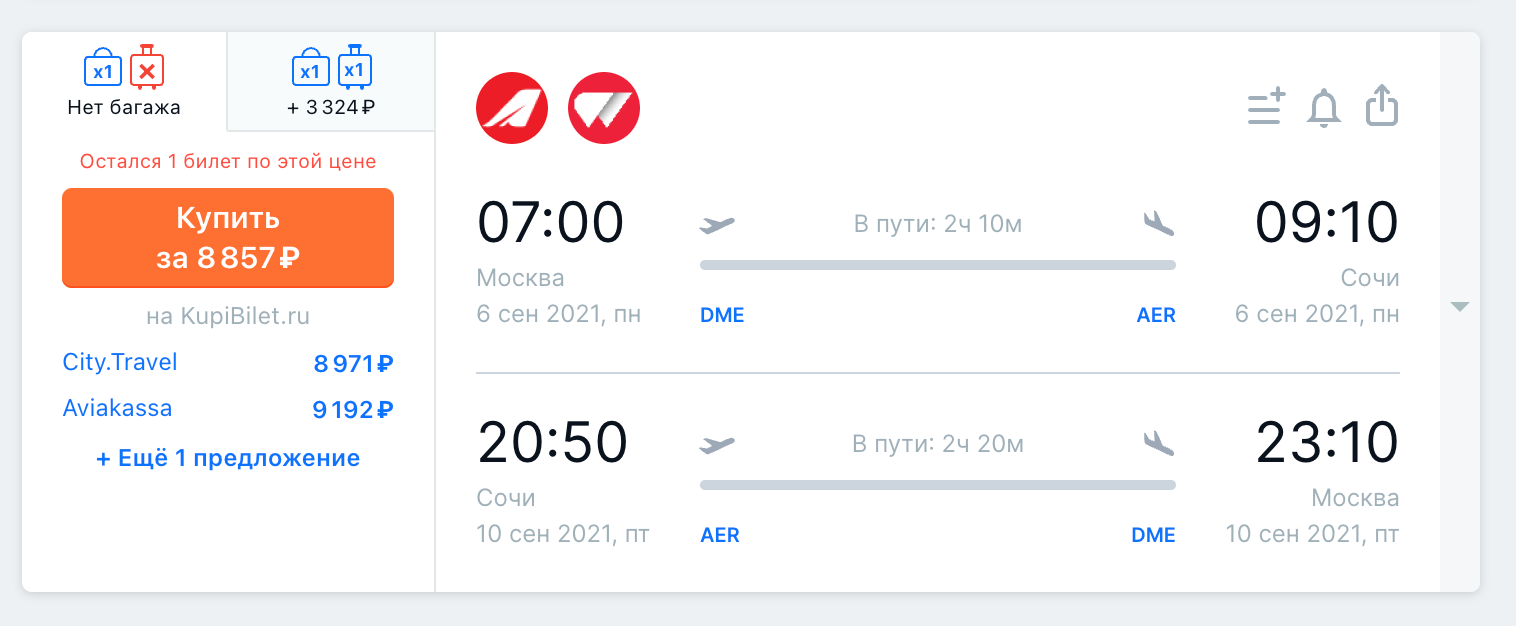 x1
Нет багажа
x1 x1
+ 3 324 ₽
Остался 1 билет по этой цене
Купить
за 8 857 ₽
на KupiBilet.ru
City.Travel 8 971 ₽
Aviakassa 9 192 ₽
+ Ещё 1 предложение
07:00 В пути: 2ч 10м 09:10
Москва Сочи
6 сен 2021, пн DME AER 6 сен 2021, пн
20:50 В пути: 2ч 20м 23:10
Сочи Москва
10 сен 2021, пт AER DME 10 сен 2021, пт